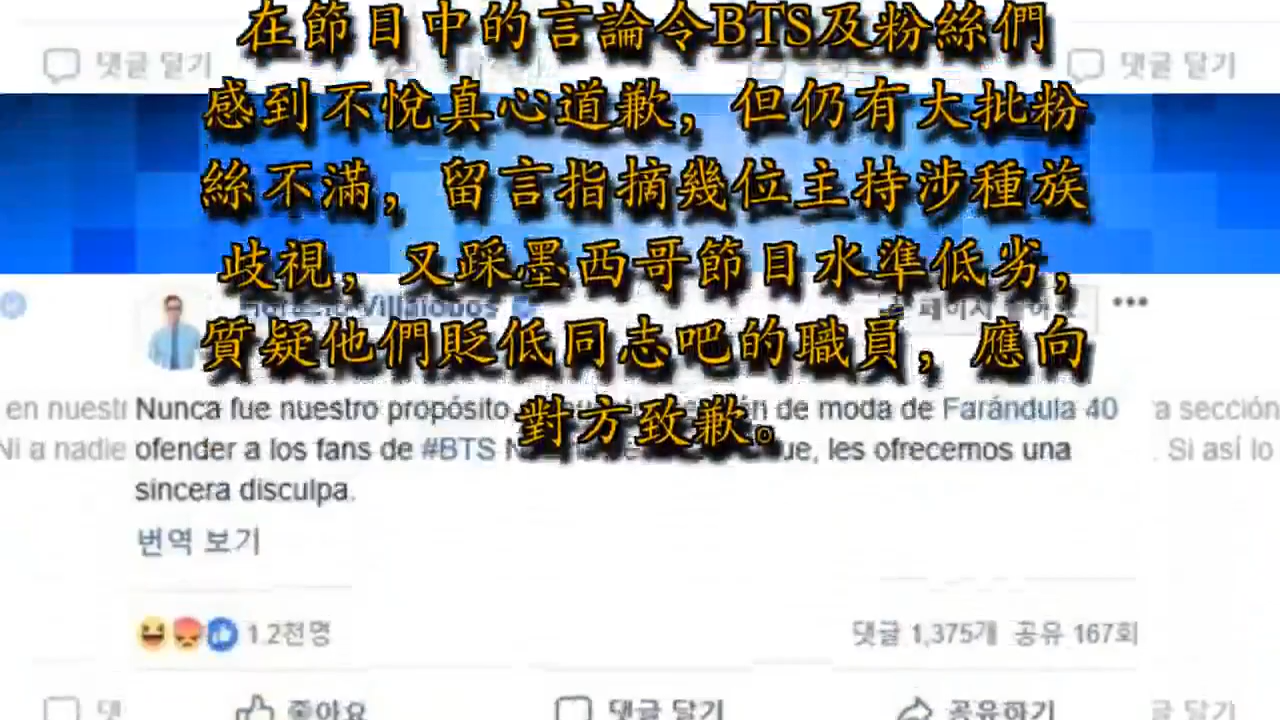 在節目中的言論令BTS及粉絲們
댓글 달기
댓글 달기
感到不悅真心道歉，但仍有大批粉
絲不滿，留言指摘幾位主持涉種族
歧視，又踩墨西哥節目水準低劣，
Villalobos
質疑他們貶低同志吧的職員，應向
en nuestr Nunca fue nuestro propósito de moda de Farándula 40 a sección
對方致歉。
Ni a nadie ofender a los fans de #BTS ue, les ofrecemos una . Si así lo
sincera disculpa.
번역 보기
1.2천명 댓글 1,375개 공유 167회
댓 좋아요 댓글 달기 공유하기 글 달기